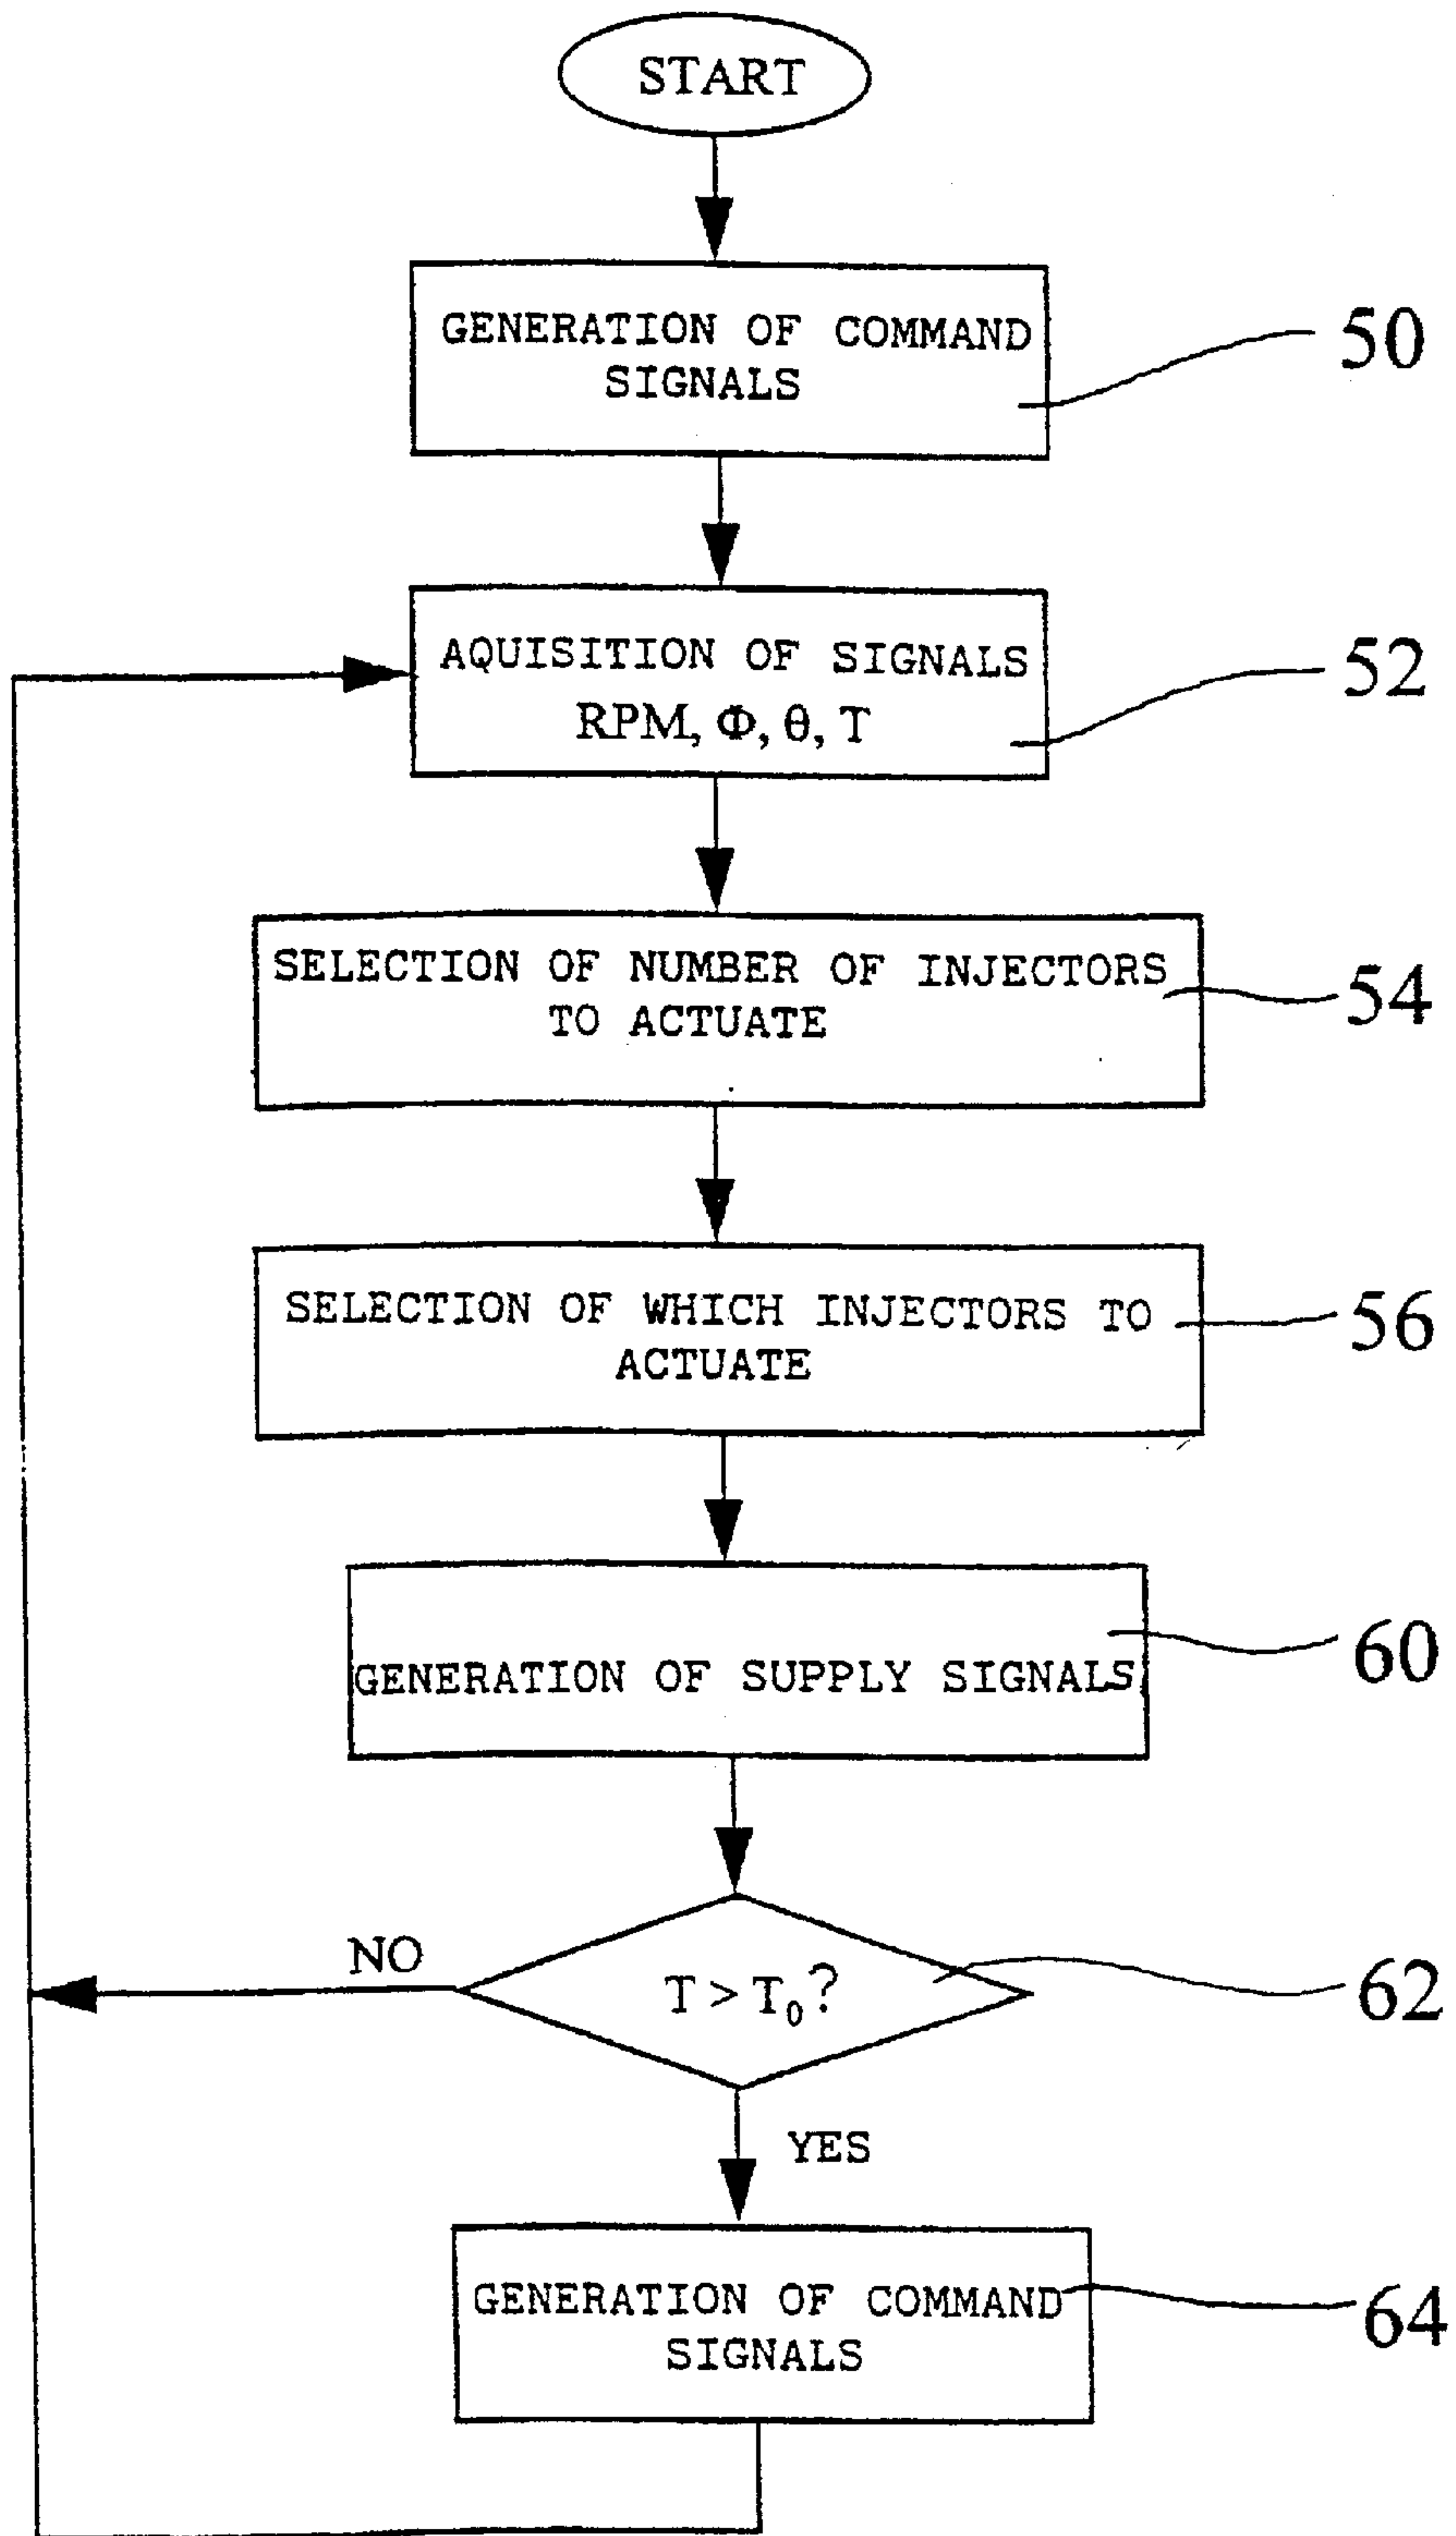 START
GENERATION OF COMMAND
SIGNALS
50
AQUISITION OF SIGNALS
RPM, Φ, θ, T
52
SELECTION OF NUMBER OF INJECTORS
TO ACTUATE
54
SELECTION OF WHICH INJECTORS TO
ACTUATE
56
GENERATION OF SUPPLY SIGNALS
60
NO
T > T₀?
62
YES
GENERATION OF COMMAND
SIGNALS
64